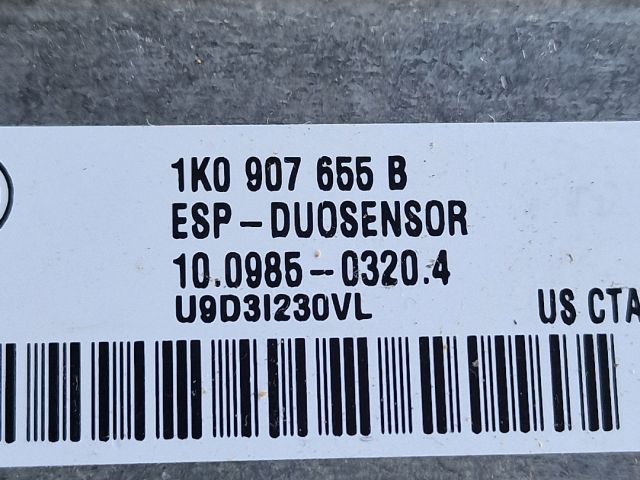 1K0 907 655 B
ESP-DUOSENSOR
10.0985-0320.4
U9D3I230VL
US CTA